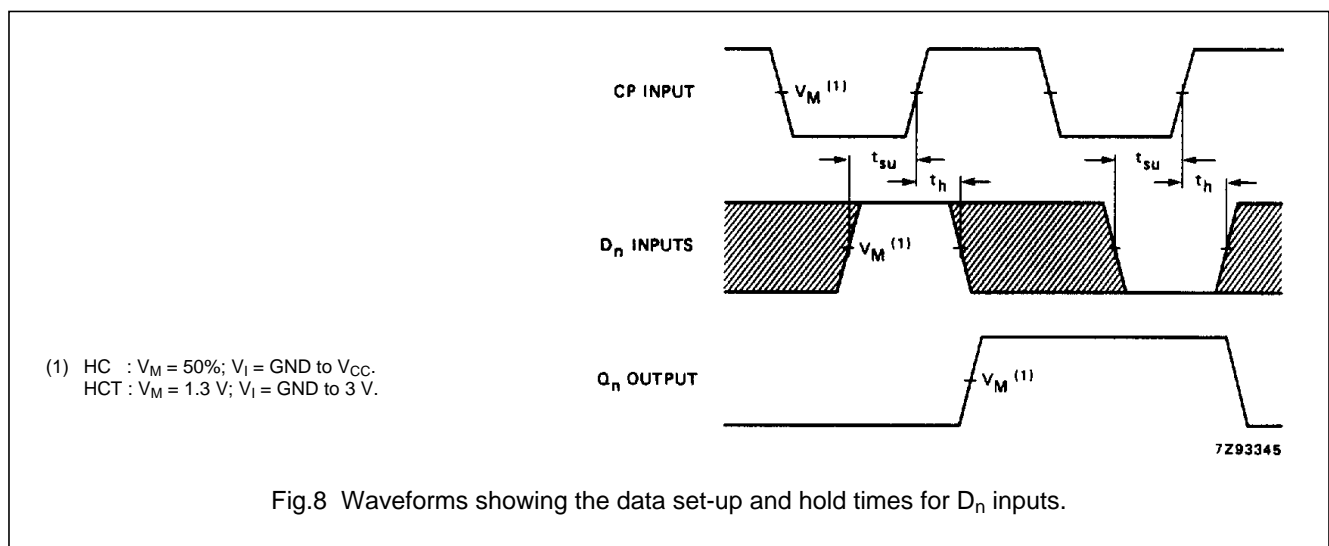 CP INPUT
V_M (1)
t_su
t_h
t_su
t_h
D_n INPUTS
V_M (1)
Q_n OUTPUT
V_M (1)
(1) HC : V_M = 50%; V_I = GND to V_CC.
HCT : V_M = 1.3 V; V_I = GND to 3 V.
7Z93345
Fig.8 Waveforms showing the data set-up and hold times for D_n inputs.